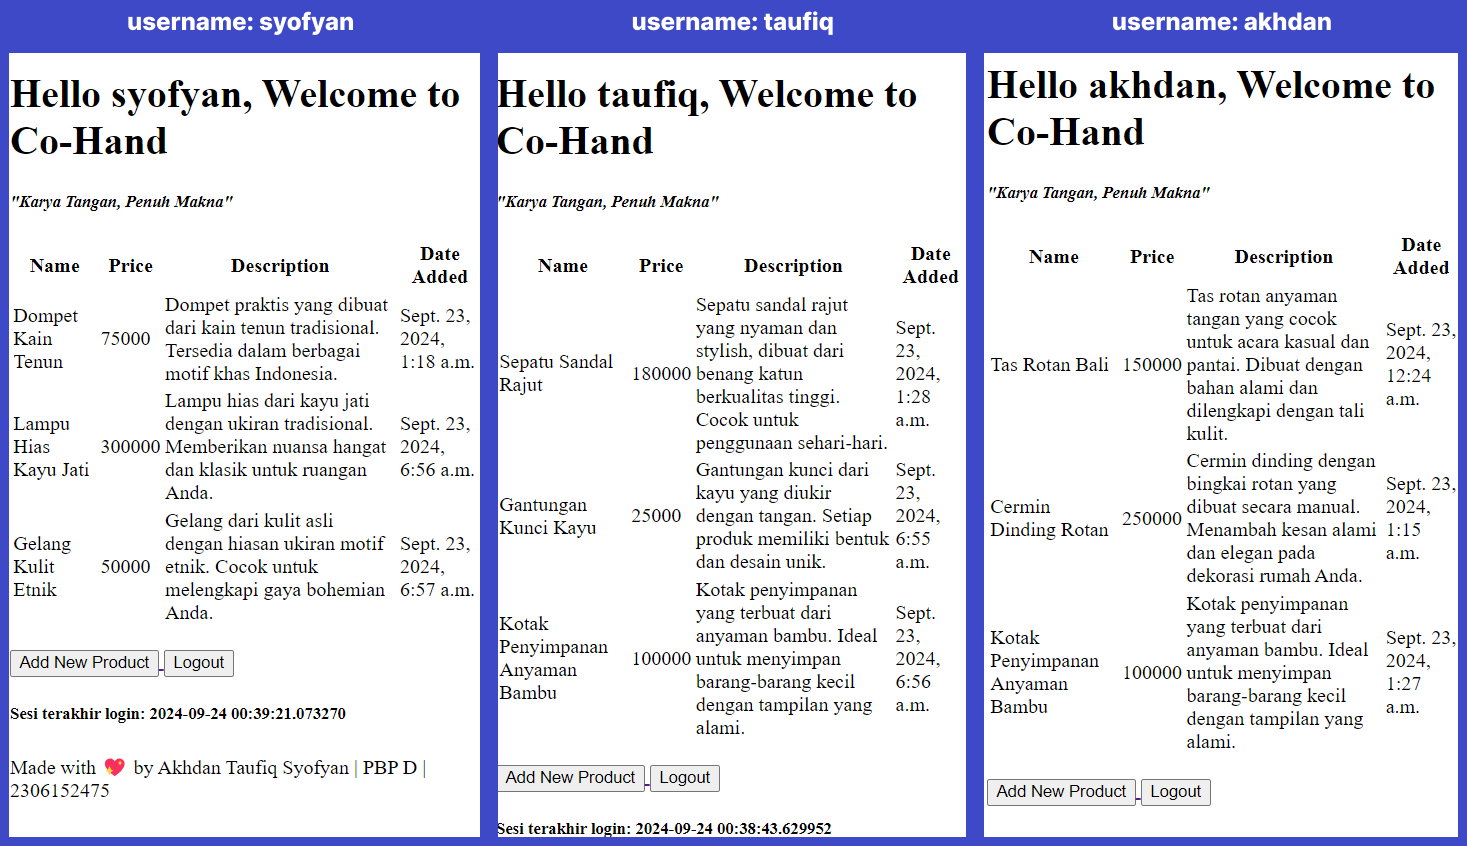 username: syofyan
Hello syofyan, Welcome to
Co-Hand
"Karya Tangan, Penuh Makna"
Name Price Description Date Added
Dompet
Kain
Tenun
75000
Dompet praktis yang dibuat
dari kain tenun tradisional.
Tersedia dalam berbagai
motif khas Indonesia.
Sept. 23,
2024,
1:18 a.m.
Lampu
Hias
Kayu Jati
300000
Lampu hias dari kayu jati
dengan ukiran tradisional.
Memberikan nuansa hangat
dan klasik untuk ruangan
Anda.
Sept. 23,
2024,
6:56 a.m.
Gelang
Kulit
Etnik
50000
Gelang dari kulit asli
dengan hiasan ukiran motif
etnik. Cocok untuk
melengkapi gaya bohemian
Anda.
Sept. 23,
2024,
6:57 a.m.
Add New Product Logout
Sesi terakhir login: 2024-09-24 00:39:21.073270
Made with 💖 by Akhdan Taufiq Syofyan | PBP D |
2306152475
username: taufiq
Hello taufiq, Welcome to
Co-Hand
"Karya Tangan, Penuh Makna"
Name Price Description Date Added
Sepatu Sandal
Rajut
180000
Sepatu sandal rajut
yang nyaman dan
stylish, dibuat dari
benang katun
berkualitas tinggi.
Cocok untuk
penggunaan sehari-hari.
Sept.
23,
2024,
1:28
a.m.
Gantungan
Kunci Kayu
25000
Gantungan kunci dari
kayu yang diukir
dengan tangan. Setiap
produk memiliki bentuk
dan desain unik.
Sept.
23,
2024,
6:55
a.m.
Kotak
Penyimpanan
Anyaman
Bambu
100000
Kotak penyimpanan
yang terbuat dari
anyaman bambu. Ideal
untuk menyimpan
barang-barang kecil
dengan tampilan yang
alami.
Sept.
23,
2024,
6:56
a.m.
Add New Product Logout
Sesi terakhir login: 2024-09-24 00:38:43.629952
username: akhdan
Hello akhdan, Welcome to
Co-Hand
"Karya Tangan, Penuh Makna"
Name Price Description Date Added
Tas Rotan Bali
150000
Tas rotan anyaman
tangan yang cocok
untuk acara kasual dan
pantai. Dibuat dengan
bahan alami dan
dilengkapi dengan tali
kulit.
Sept. 23,
2024,
12:24
a.m.
Cermin
Dinding Rotan
250000
Cermin dinding dengan
bingkai rotan yang
dibuat secara manual.
Menambah kesan alami
dan elegan pada
dekorasi rumah Anda.
Sept. 23,
2024,
1:15
a.m.
Kotak
Penyimpanan
Anyaman
Bambu
100000
Kotak penyimpanan
yang terbuat dari
anyaman bambu. Ideal
untuk menyimpan
barang-barang kecil
dengan tampilan yang
alami.
Sept. 23,
2024,
1:27
a.m.
Add New Product Logout